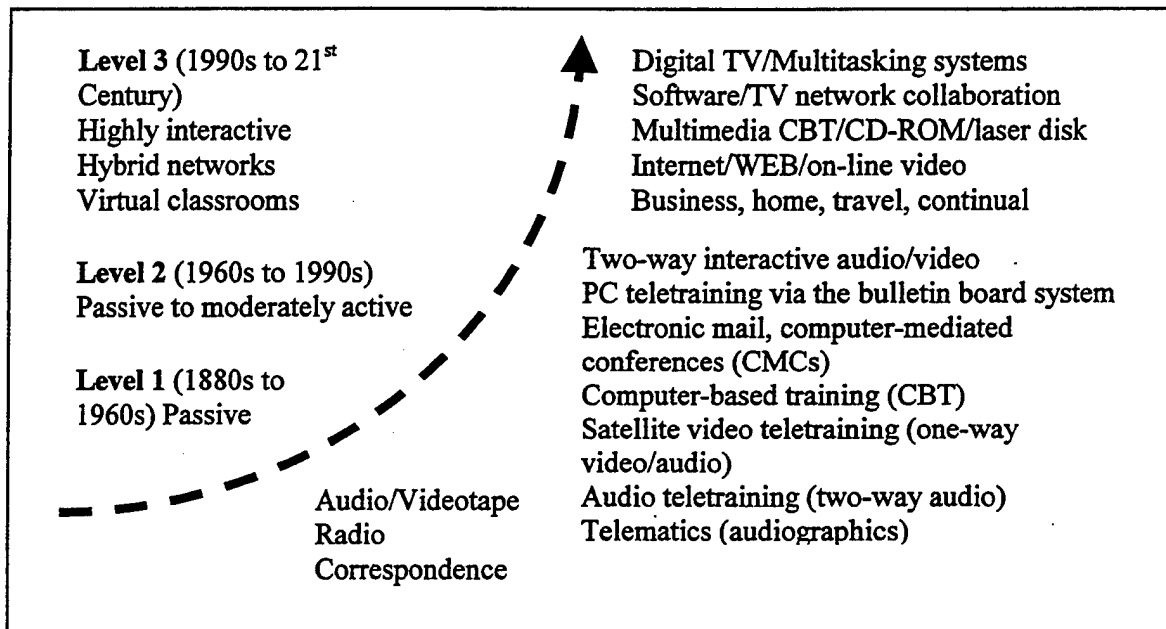 Level 3 (1990s to 21st
Century)
Highly interactive
Hybrid networks
Virtual classrooms
Level 2 (1960s to 1990s)
Passive to moderately active
Level 1 (1880s to
1960s) Passive
Audio/Videotape
Radio
Correspondence
Digital TV/Multitasking systems
Software/TV network collaboration
Multimedia CBT/CD-ROM/laser disk
Internet/WEB/on-line video
Business, home, travel, continual
Two-way interactive audio/video
PC teletraining via the bulletin board system
Electronic mail, computer-mediated
conferences (CMCs)
Computer-based training (CBT)
Satellite video teletraining (one-way
video/audio)
Audio teletraining (two-way audio)
Telematics (audiographics)